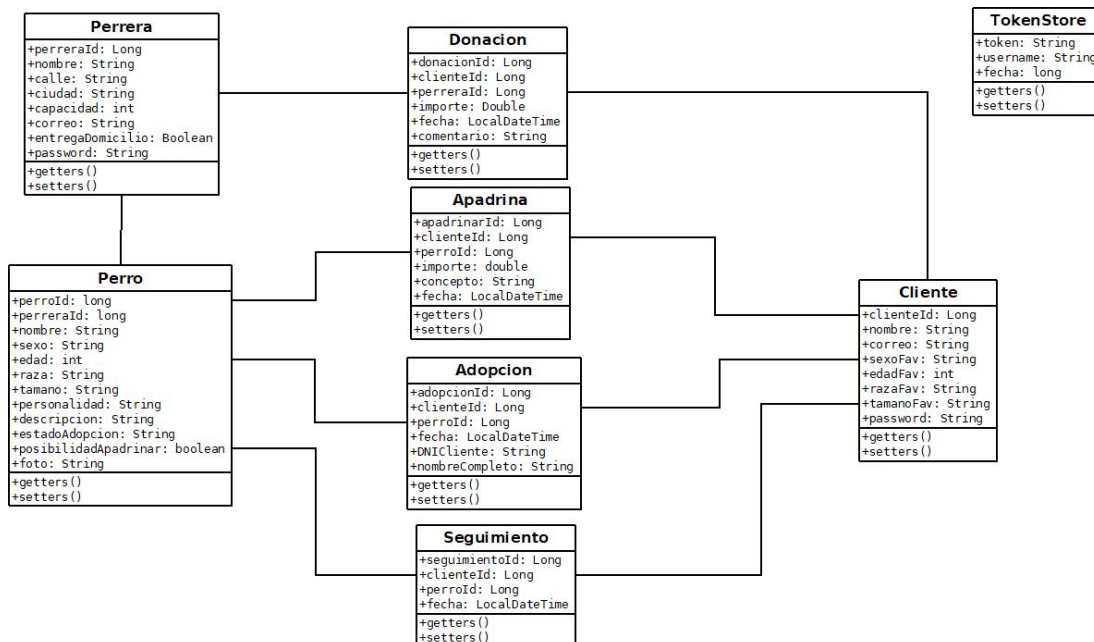 Perrera
+perreraId: Long
+nombre: String
+calle: String
+ciudad: String
+capacidad: int
+correo: String
+entregaDomicilio: Boolean
+password: String
+getters()
+setters()
Donacion
+donacionId: Long
+clienteId: Long
+perreraId: Long
+importe: Double
+fecha: LocalDateTime
+comentario: String
+getters()
+setters()
TokenStore
+token: String
+username: String
+fecha: long
+getters()
+setters()
Apadrina
+apadrinarId: Long
+clienteId: Long
+perroId: Long
+importe: double
+concepto: String
+fecha: LocalDateTime
+getters()
+setters()
Perro
+perroId: long
+perreraId: long
+nombre: String
+sexo: String
+edad: int
+raza: String
+tamano: String
+personalidad: String
+descripcion: String
+estadoAdopcion: String
+posibilidadApadrinar: boolean
+foto: String
+getters()
+setters()
Cliente
+clienteId: Long
+nombre: String
+correo: String
+sexoFav: String
+edadFav: int
+razaFav: String
+tamanoFav: String
+password: String
+getters()
+setters()
Adopcion
+adopcionId: Long
+clienteId: Long
+perroId: Long
+fecha: LocalDateTime
+DNICliente: String
+nombreCompleto: String
+getters()
+setters()
Seguimiento
+seguimientoId: Long
+clienteId: Long
+perroId: Long
+fecha: LocalDateTime
+getters()
+setters()